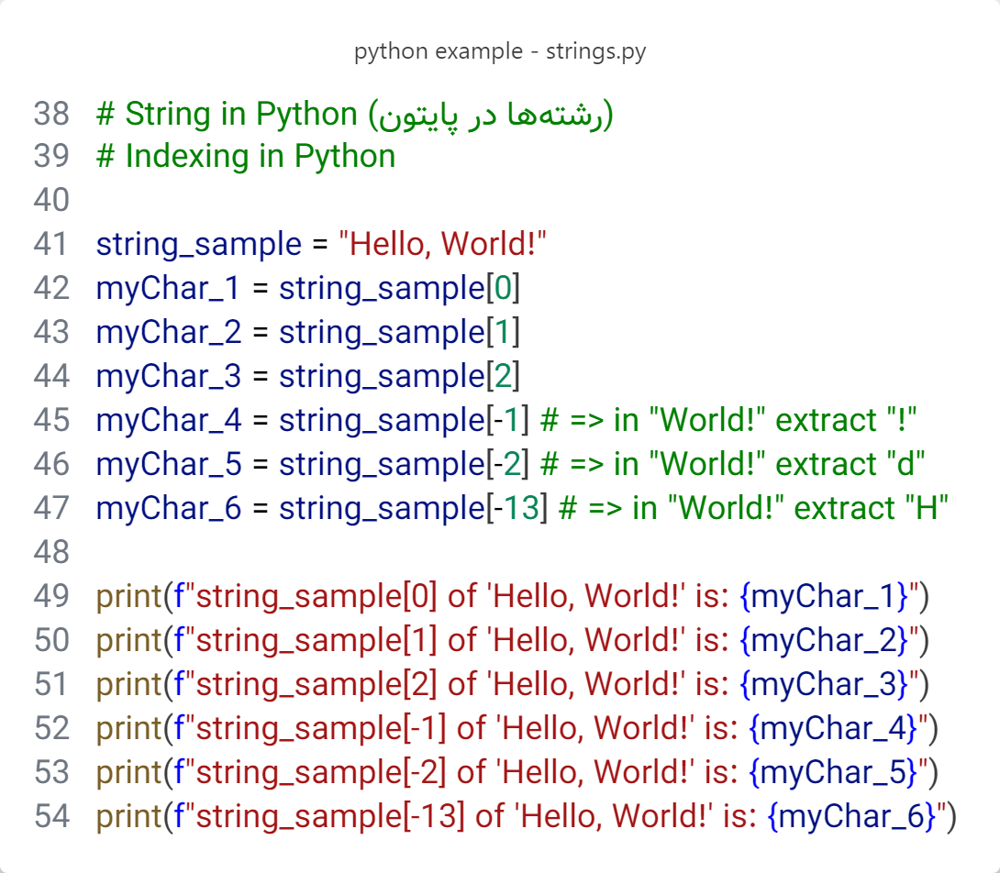 python example - strings.py
38 # String in Python (رشته‌ها در پایتون)
39 # Indexing in Python
40
41 string_sample = "Hello, World!"
42 myChar_1 = string_sample[0]
43 myChar_2 = string_sample[1]
44 myChar_3 = string_sample[2]
45 myChar_4 = string_sample[-1] # => in "World!" extract "!"
46 myChar_5 = string_sample[-2] # => in "World!" extract "d"
47 myChar_6 = string_sample[-13] # => in "World!" extract "H"
48
49 print(f"string_sample[0] of 'Hello, World!' is: {myChar_1}")
50 print(f"string_sample[1] of 'Hello, World!' is: {myChar_2}")
51 print(f"string_sample[2] of 'Hello, World!' is: {myChar_3}")
52 print(f"string_sample[-1] of 'Hello, World!' is: {myChar_4}")
53 print(f"string_sample[-2] of 'Hello, World!' is: {myChar_5}")
54 print(f"string_sample[-13] of 'Hello, World!' is: {myChar_6}")